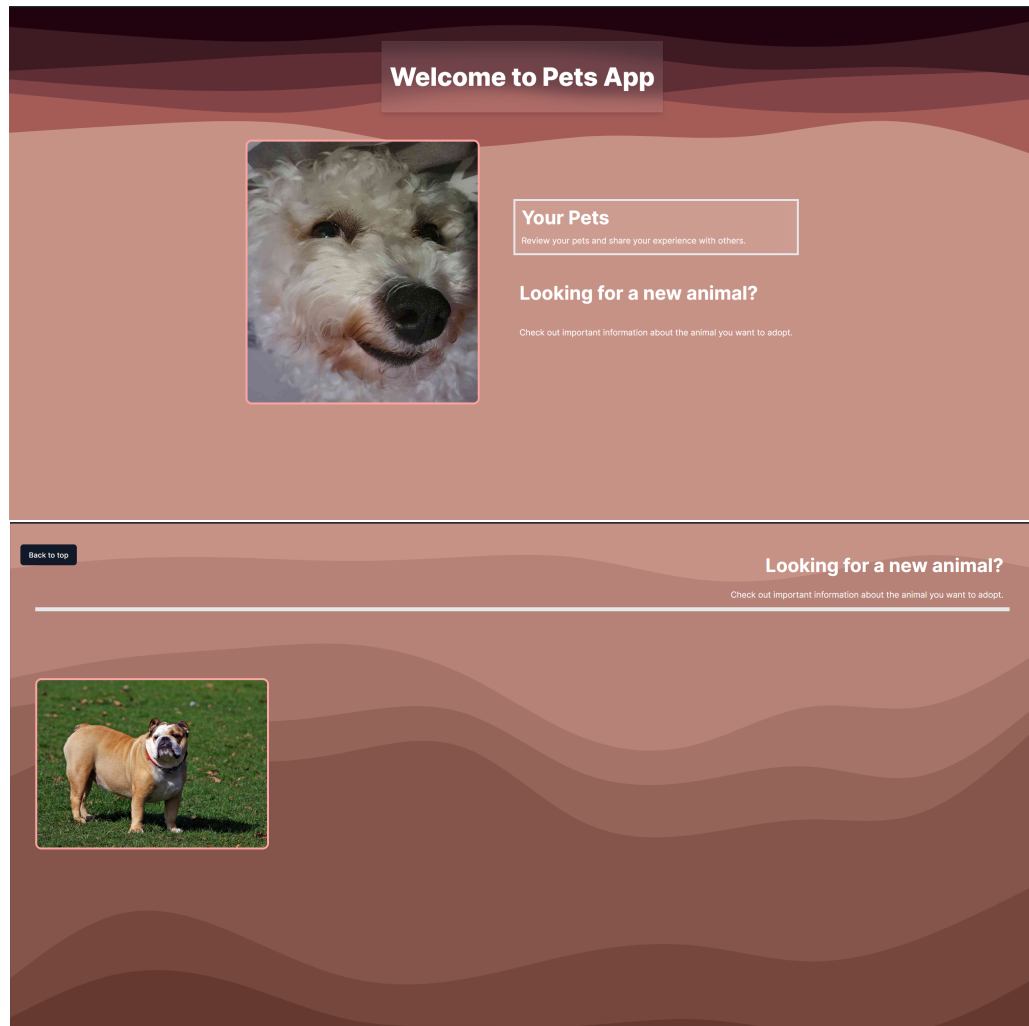 Welcome to Pets App
Your Pets
Review your pets and share your experience with others.
Looking for a new animal?
Check out important information about the animal you want to adopt.
Back to top
Looking for a new animal?
Check out important information about the animal you want to adopt.